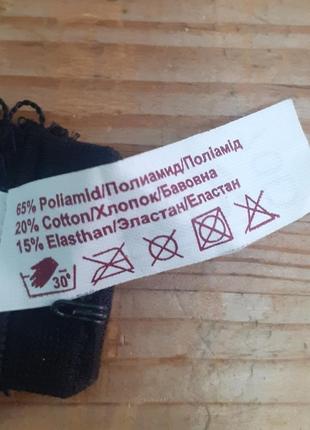 65% Poliamid/Полиамид/Поліамід
20% Cotton/Хлопок/Бавовна
15% Elasthan/Эластан/Еластан
30°